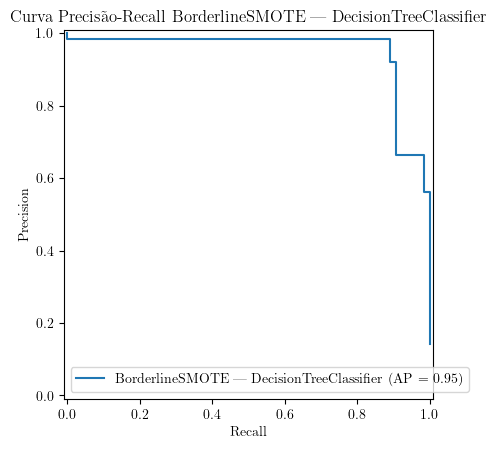 Curva Precisão-Recall BorderlineSMOTE — DecisionTreeClassifier
1.0
0.8
0.6
0.4
0.2
0.0
Precision
BorderlineSMOTE — DecisionTreeClassifier (AP = 0.95)
0.0 0.2 0.4 0.6 0.8 1.0
Recall